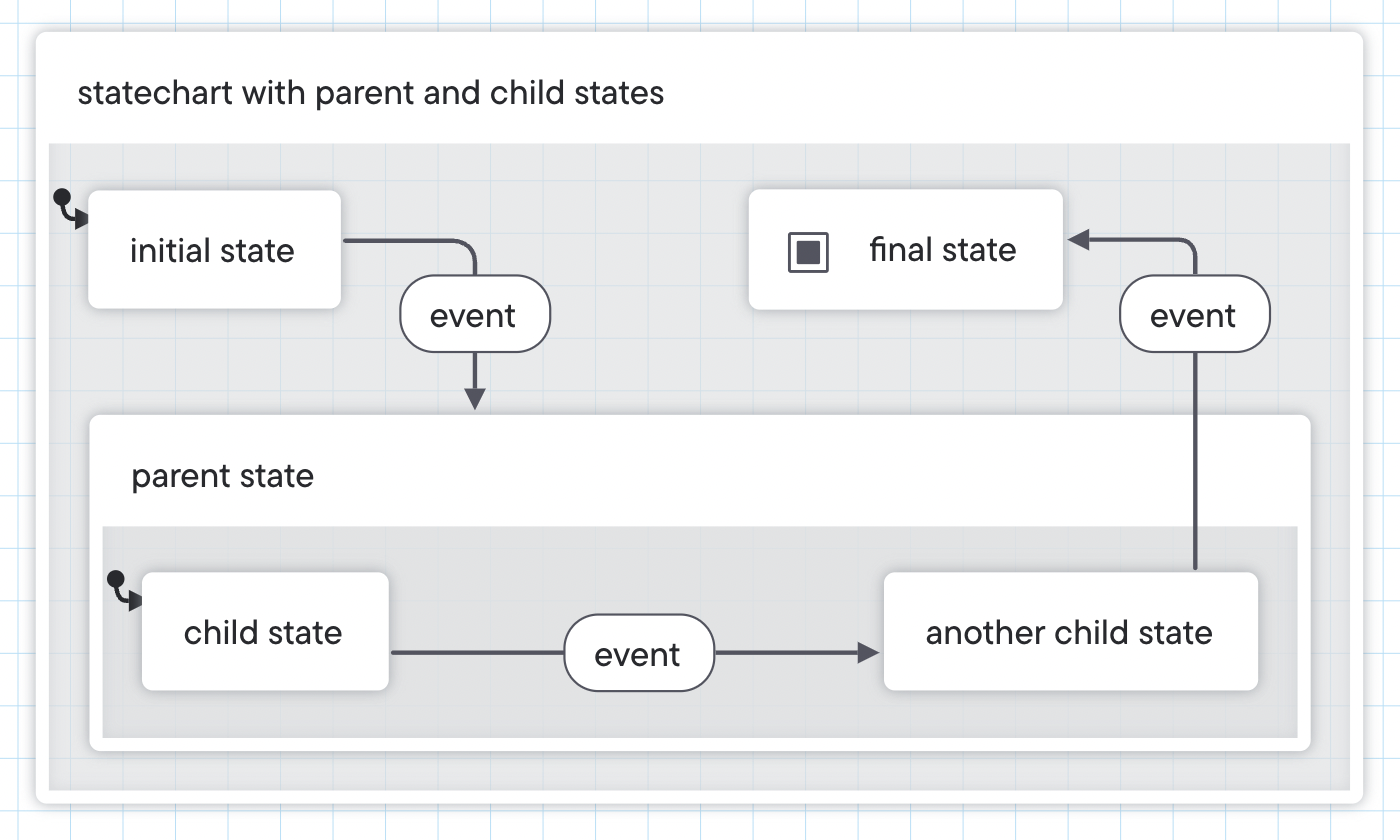 statechart with parent and child states
initial state
final state
event
event
parent state
child state
event
another child state